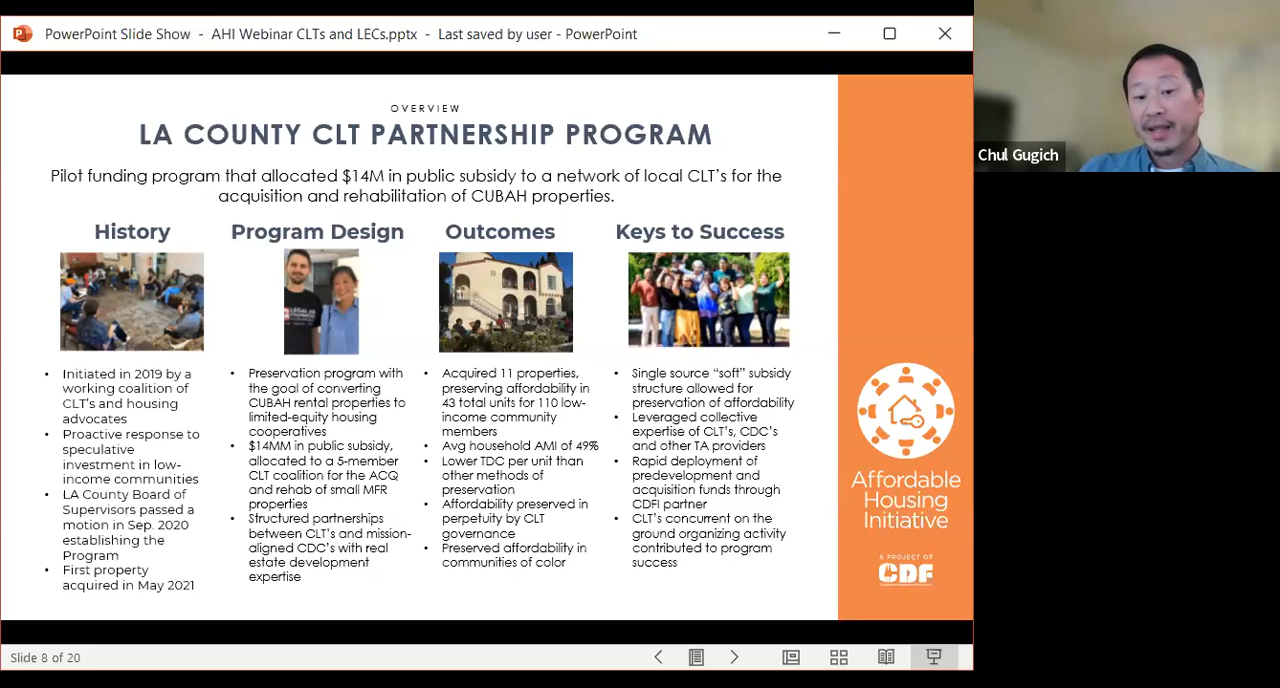 PowerPoint Slide Show - AHI Webinar CLTs and LECs.pptx - Last saved by user - PowerPoint
OVERVIEW
LA COUNTY CLT PARTNERSHIP PROGRAM
Pilot funding program that allocated $14M in public subsidy to a network of local CLT's for the
acquisition and rehabilitation of CUBAH properties.
History
• Initiated in 2019 by a
working coalition of
CLT's and housing
advocates
• Proactive response to
speculative
investment in low-
income communities
• LA County Board of
Supervisors passed a
motion in Sep. 2020
establishing the
Program
• First property
acquired in May 2021
Program Design
• Preservation program with
the goal of converting
CUBAH rental properties to
limited-equity housing
cooperatives
• $14MM in public subsidy,
allocated to a 5-member
CLT coalition for the ACQ
and rehab of small MFR
properties
• Structured partnerships
between CLT's and mission-
aligned CDC's with real
estate development
expertise
Outcomes
• Acquired 11 properties,
preserving affordability in
43 total units for 110 low-
income community
members
• Avg household AMI of 49%
• Lower TDC per unit than
other methods of
preservation
• Affordability preserved in
perpetuity by CLT
governance
• Preserved affordability in
communities of color
Keys to Success
• Single source “soft” subsidy
structure allowed for
preservation of affordability
• Leveraged collective
expertise of CLT's, CDC's
and other TA providers
• Rapid deployment of
predevelopment and
acquisition funds through
CDFI partner
• CLT's concurrent on the
ground organizing activity
contributed to program
success
Affordable
Housing
Initiative
A PROJECT OF
CDF
Chul Gugich
Slide 8 of 20